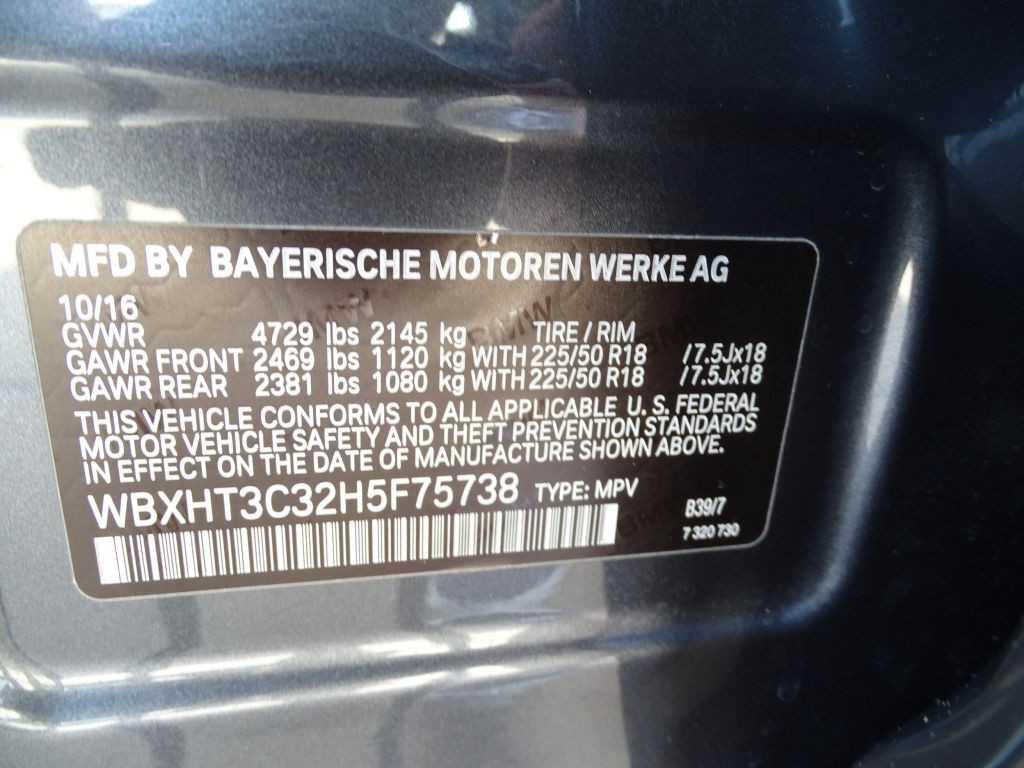 MFD BY BAYERISCHE MOTOREN WERKE AG
10/16
GVWR 4729 lbs 2145 kg TIRE / RIM
GAWR FRONT 2469 lbs 1120 kg WITH 225/50 R18 /7.5Jx18
GAWR REAR 2381 lbs 1080 kg WITH 225/50 R18 /7.5Jx18
THIS VEHICLE CONFORMS TO ALL APPLICABLE U. S. FEDERAL
MOTOR VEHICLE SAFETY AND THEFT PREVENTION STANDARDS
IN EFFECT ON THE DATE OF MANUFACTURE SHOWN ABOVE.
WBXHT3C32H5F75738 TYPE: MPV B39/7
7 320 730